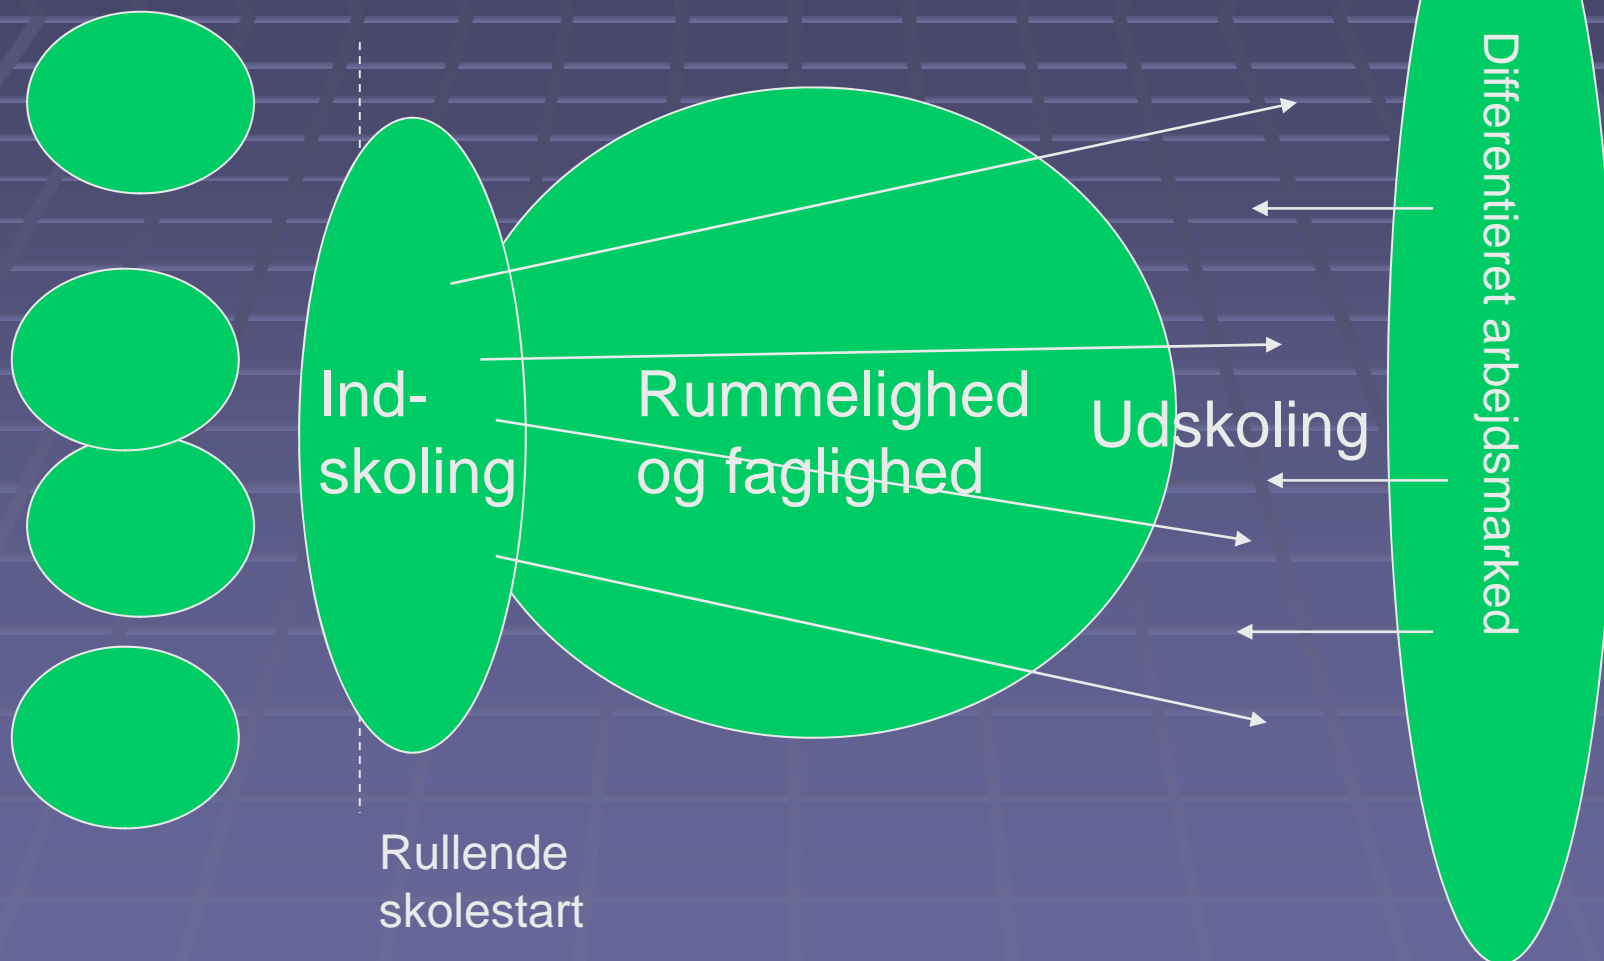 Ind-
skoling
Rummelighed
og faglighed
Udskoling
Differentieret arbejdsmarked
Rullende
skolestart